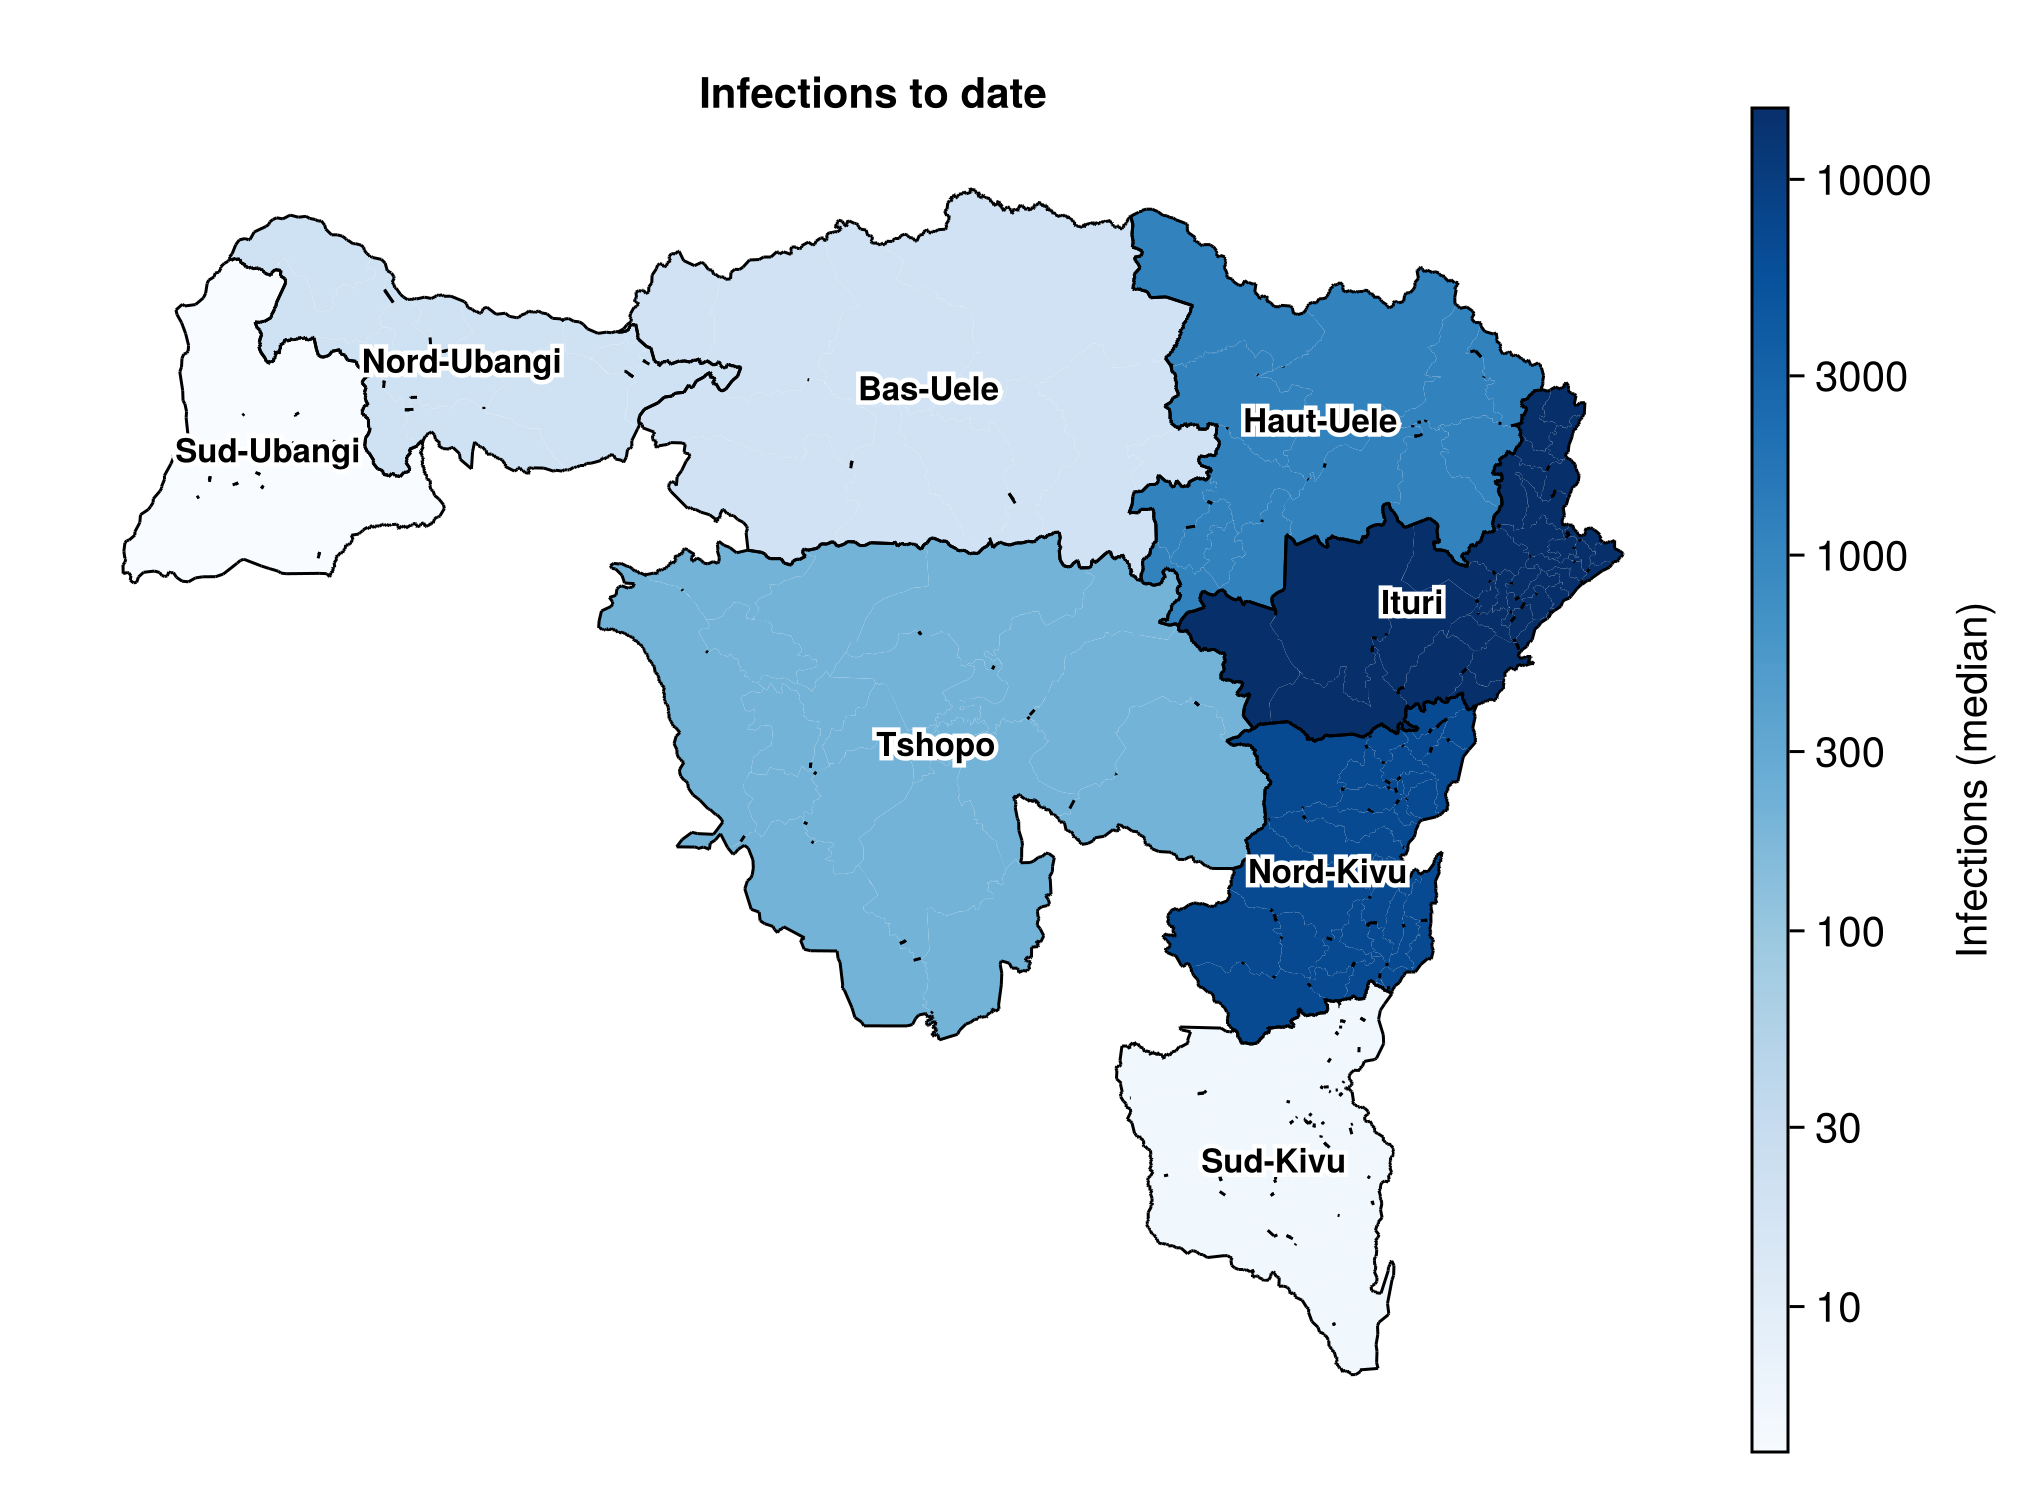 Infections to date
Nord-Ubangi
Sud-Ubangi
Bas-Uele
Haut-Uele
Ituri
Tshopo
Nord-Kivu
Sud-Kivu
10000
3000
1000
300
100
30
10
Infections (median)